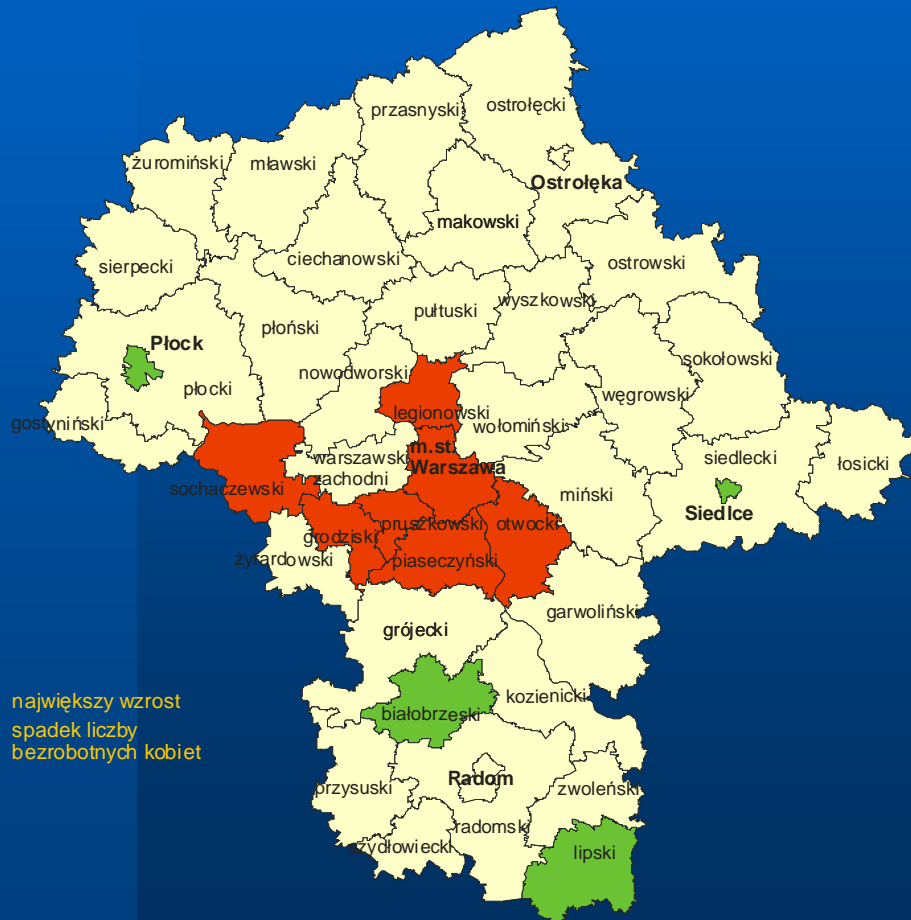 ostrołęcki
przasnyski
żuromiński
mławski
Ostrołęka
makowski
ciechanowski
sierpecki
ostrowski
wyszkowski
pułtuski
płoński
Płock
sokołowski
nowodworski
płocki
węgrowski
legionowski
gostyniński
wołomiński
m.st.
Warszawa
warszawski
zachodni
siedlecki
łosicki
sochaczewski
miński
Siedlce
pruszkowski
otwocki
grodziski
żyrardowski
piaseczyński
garwoliński
grójecki
kozienicki
największy wzrost
białobrzeski
spadek liczby
bezrobotnych kobiet
Radom
przysuski
zwoleński
radomski
szydłowiecki
lipski